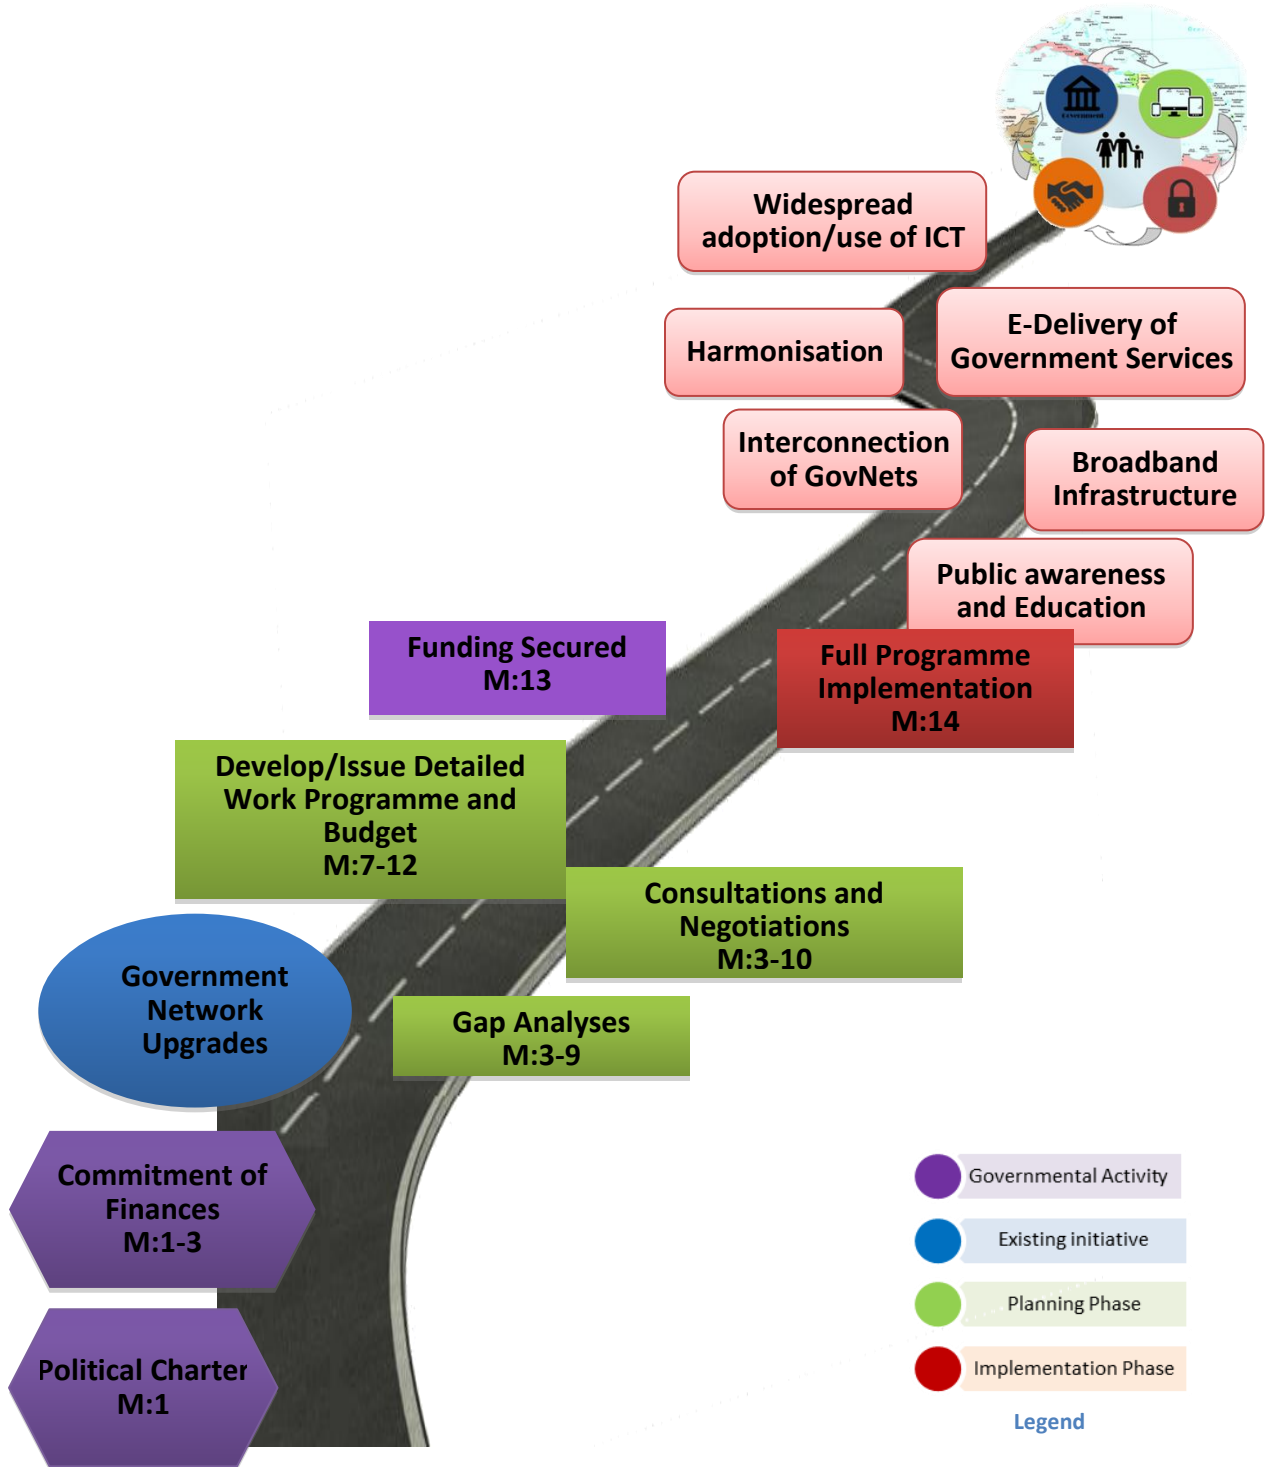 Government
Widespread
adoption/use of ICT
E-Delivery of
Government Services
Harmonisation
Interconnection
of GovNets
Broadband
Infrastructure
Public awareness
and Education
Funding Secured
M:13
Full Programme
Implementation
M:14
Develop/Issue Detailed
Work Programme and
Budget
M:7-12
Consultations and
Negotiations
M:3-10
Government
Network
Upgrades
Gap Analyses
M:3-9
Commitment of
Finances
M:1-3
Political Charter
M:1
Governmental Activity
Existing initiative
Planning Phase
Implementation Phase
Legend